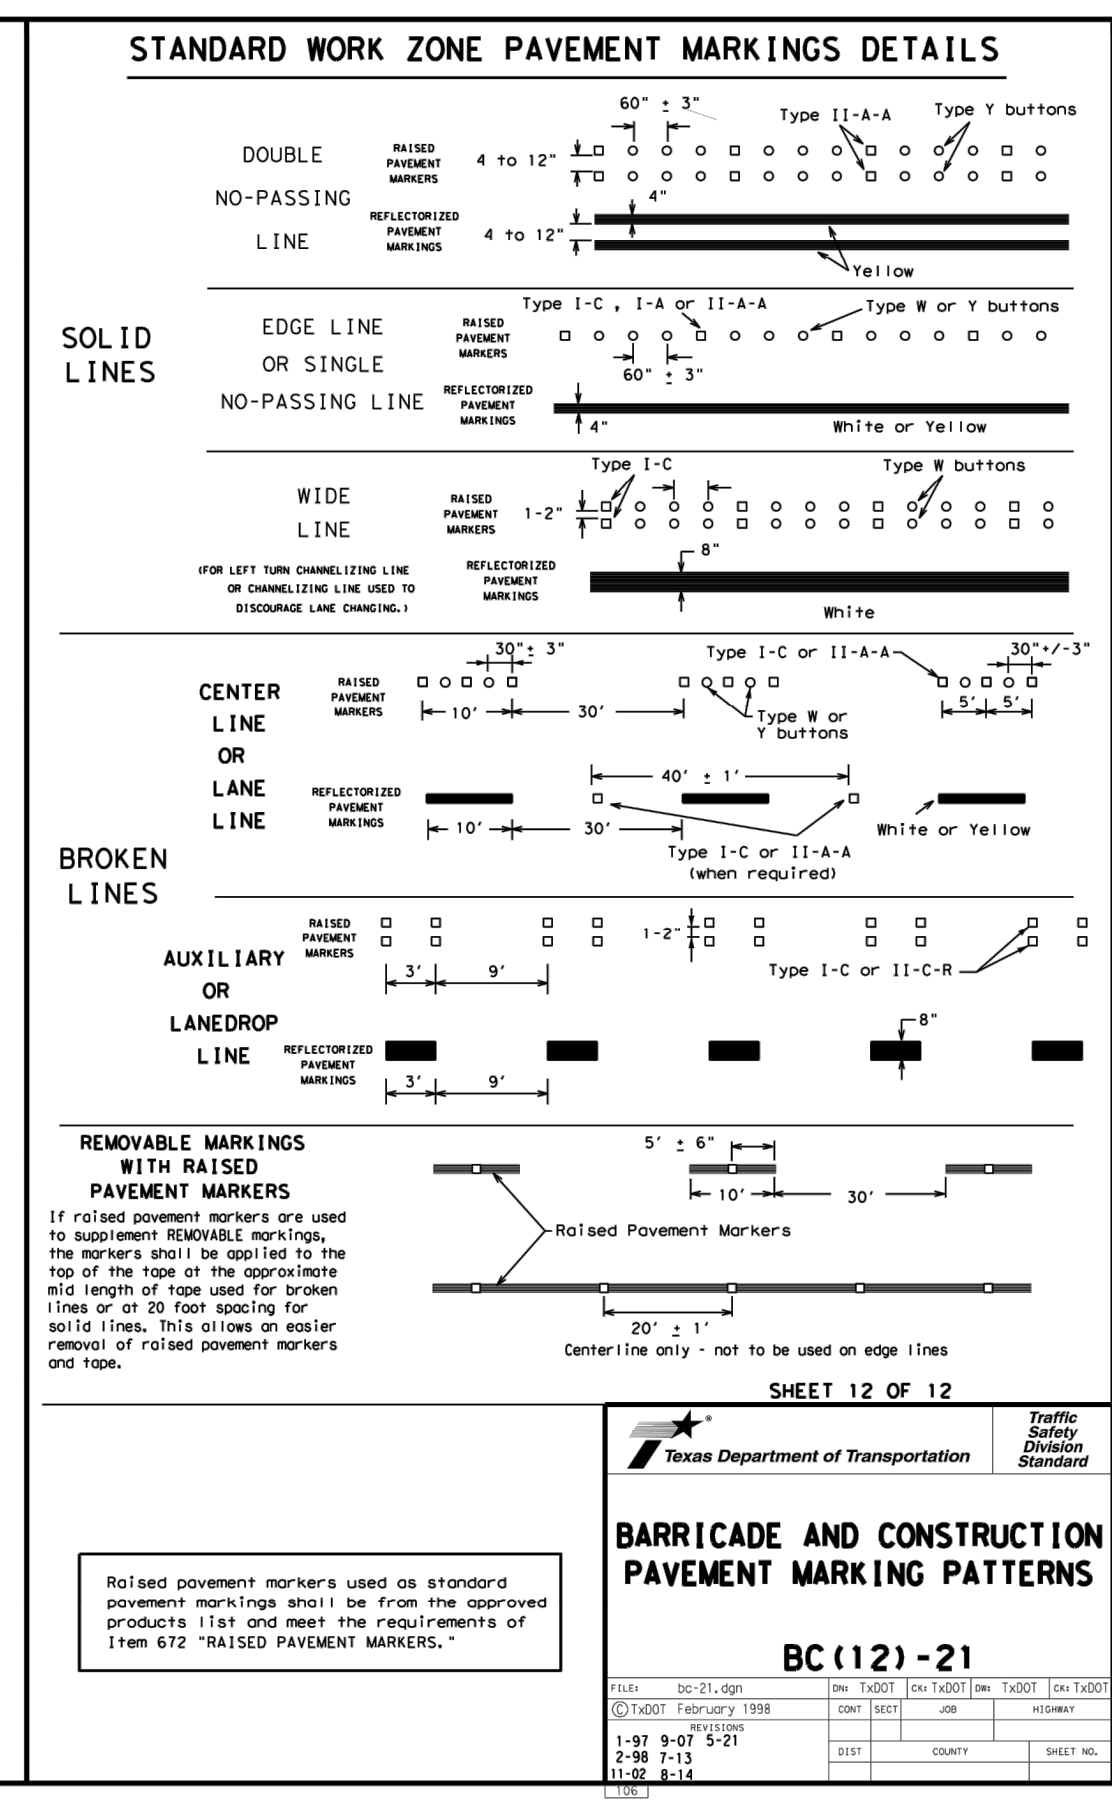 STANDARD WORK ZONE PAVEMENT MARKINGS DETAILS
SOLID
LINES
DOUBLE
NO-PASSING
LINE
RAISED
PAVEMENT
MARKERS
4 to 12"
60" ± 3"
Type II-A-A
Type Y buttons
REFLECTORIZED
PAVEMENT
MARKINGS
4 to 12"
4"
Yellow
EDGE LINE
OR SINGLE
NO-PASSING LINE
RAISED
PAVEMENT
MARKERS
Type I-C , I-A or II-A-A
Type W or Y buttons
60" ± 3"
REFLECTORIZED
PAVEMENT
MARKINGS
4"
White or Yellow
WIDE
LINE
(FOR LEFT TURN CHANNELIZING LINE
OR CHANNELIZING LINE USED TO
DISCOURAGE LANE CHANGING.)
RAISED
PAVEMENT
MARKERS
1-2"
Type I-C
Type W buttons
REFLECTORIZED
PAVEMENT
MARKINGS
8"
White
BROKEN
LINES
CENTER
LINE
OR
LANE
LINE
RAISED
PAVEMENT
MARKERS
30"± 3"
Type I-C or II-A-A
30"+/-3"
10'
30'
Type W or
Y buttons
5'
5'
REFLECTORIZED
PAVEMENT
MARKINGS
40' ± 1'
10'
30'
White or Yellow
Type I-C or II-A-A
(when required)
AUXILIARY
OR
LANEDROP
LINE
RAISED
PAVEMENT
MARKERS
1-2"
3'
9'
Type I-C or II-C-R
REFLECTORIZED
PAVEMENT
MARKINGS
8"
3'
9'
REMOVABLE MARKINGS
WITH RAISED
PAVEMENT MARKERS
If raised pavement markers are used
to supplement REMOVABLE markings,
the markers shall be applied to the
top of the tape at the approximate
mid length of tape used for broken
lines or at 20 foot spacing for
solid lines. This allows an easier
removal of raised pavement markers
and tape.
5' ± 6"
10'
30'
Raised Pavement Markers
20' ± 1'
Centerline only - not to be used on edge lines
SHEET 12 OF 12
Raised pavement markers used as standard
pavement markings shall be from the approved
products list and meet the requirements of
Item 672 "RAISED PAVEMENT MARKERS."
®
Texas Department of Transportation
Traffic
Safety
Division
Standard
BARRICADE AND CONSTRUCTION
PAVEMENT MARKING PATTERNS
BC(12)-21
FILE: bc-21.dgn
DN: TxDOT
CK: TxDOT
DW: TxDOT
CK: TxDOT
© TxDOT February 1998
CONT
SECT
JOB
HIGHWAY
REVISIONS
1-97 9-07 5-21
2-98 7-13
11-02 8-14
DIST
COUNTY
SHEET NO.
106